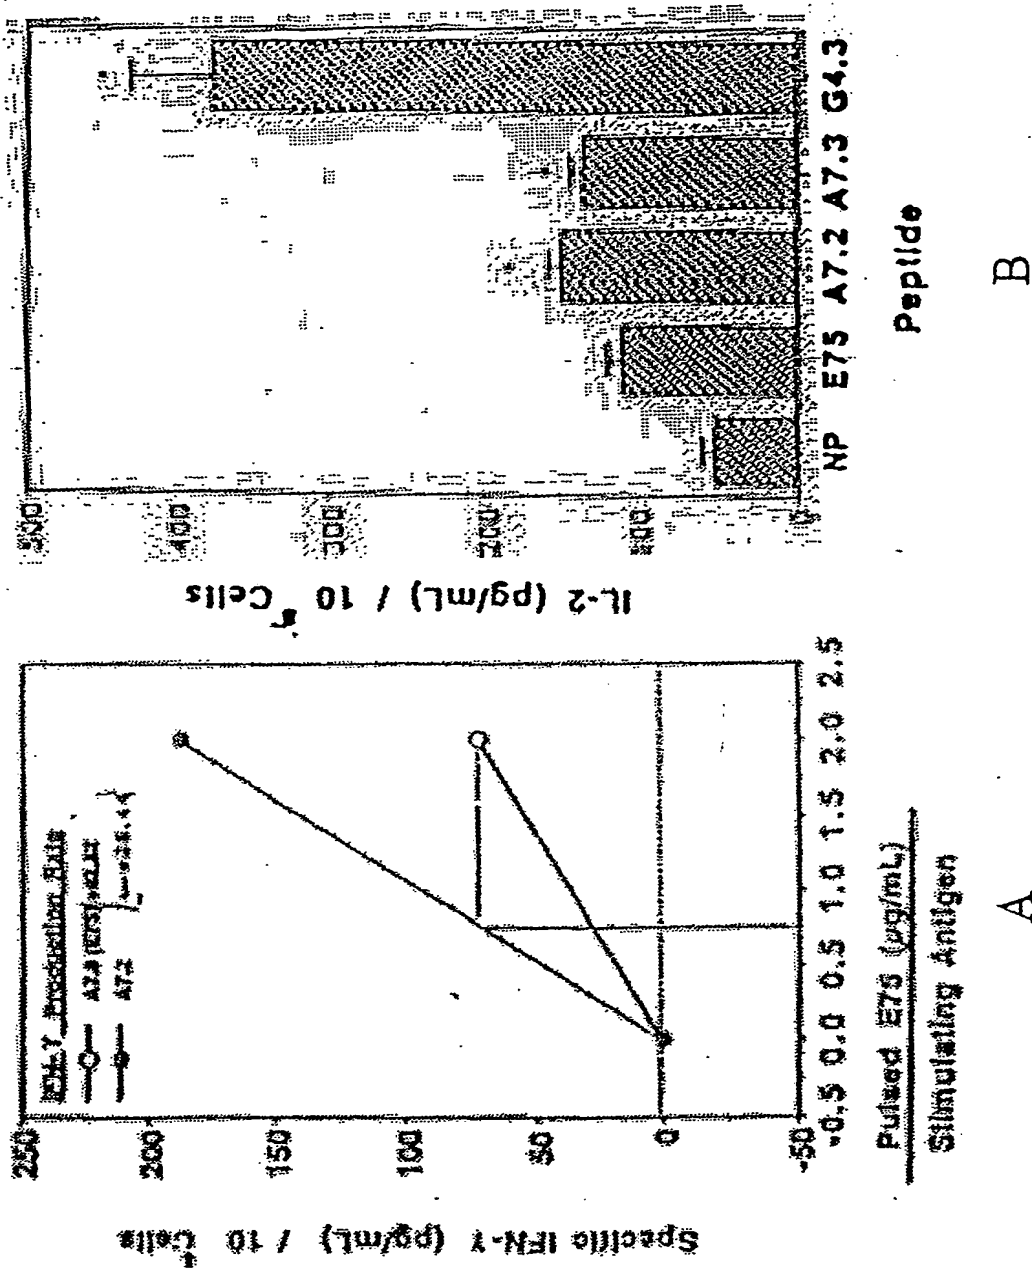 250
200
150
100
50
0
-50
Specific IFN-γ (pg/mL) / 10 Cells
A7.2
-0.5 0.0 0.5 1.0 1.5 2.0 2.5
Pulsed E75 (µg/mL)
Stimulating Antigen
A
500
400
300
200
100
0
IL-2 (pg/mL) / 10 Cells
NP E75 A7.2 A7.3 G4.3
Peptide
B